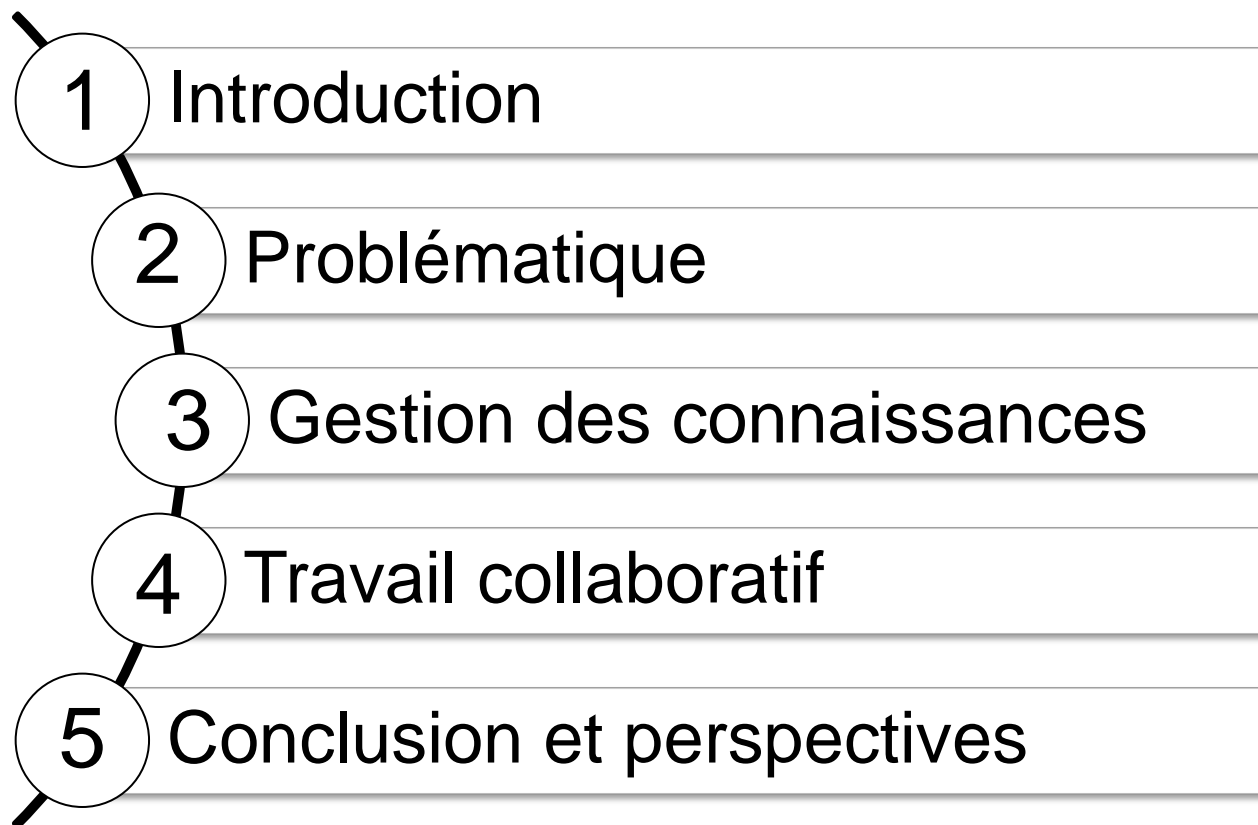 1 Introduction
2 Problématique
3 Gestion des connaissances
4 Travail collaboratif
5 Conclusion et perspectives